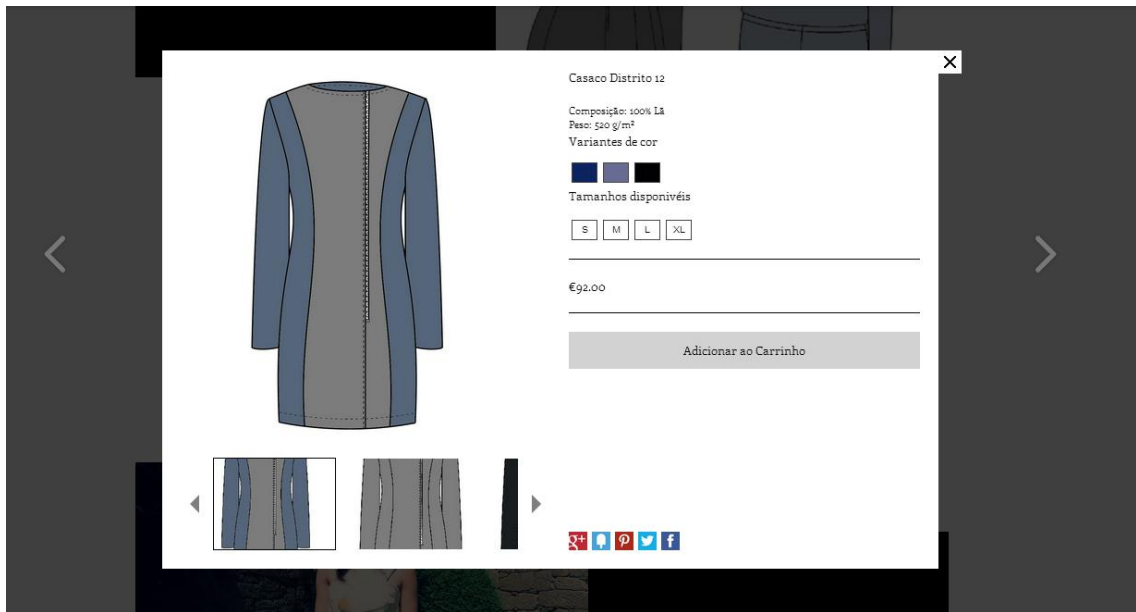 Casaco Distrito 12
Composição: 100% Lã
Peso: 520 g/m²
Variantes de cor
Tamanhos disponivéis
S M L XL
€92.00
Adicionar ao Carrinho